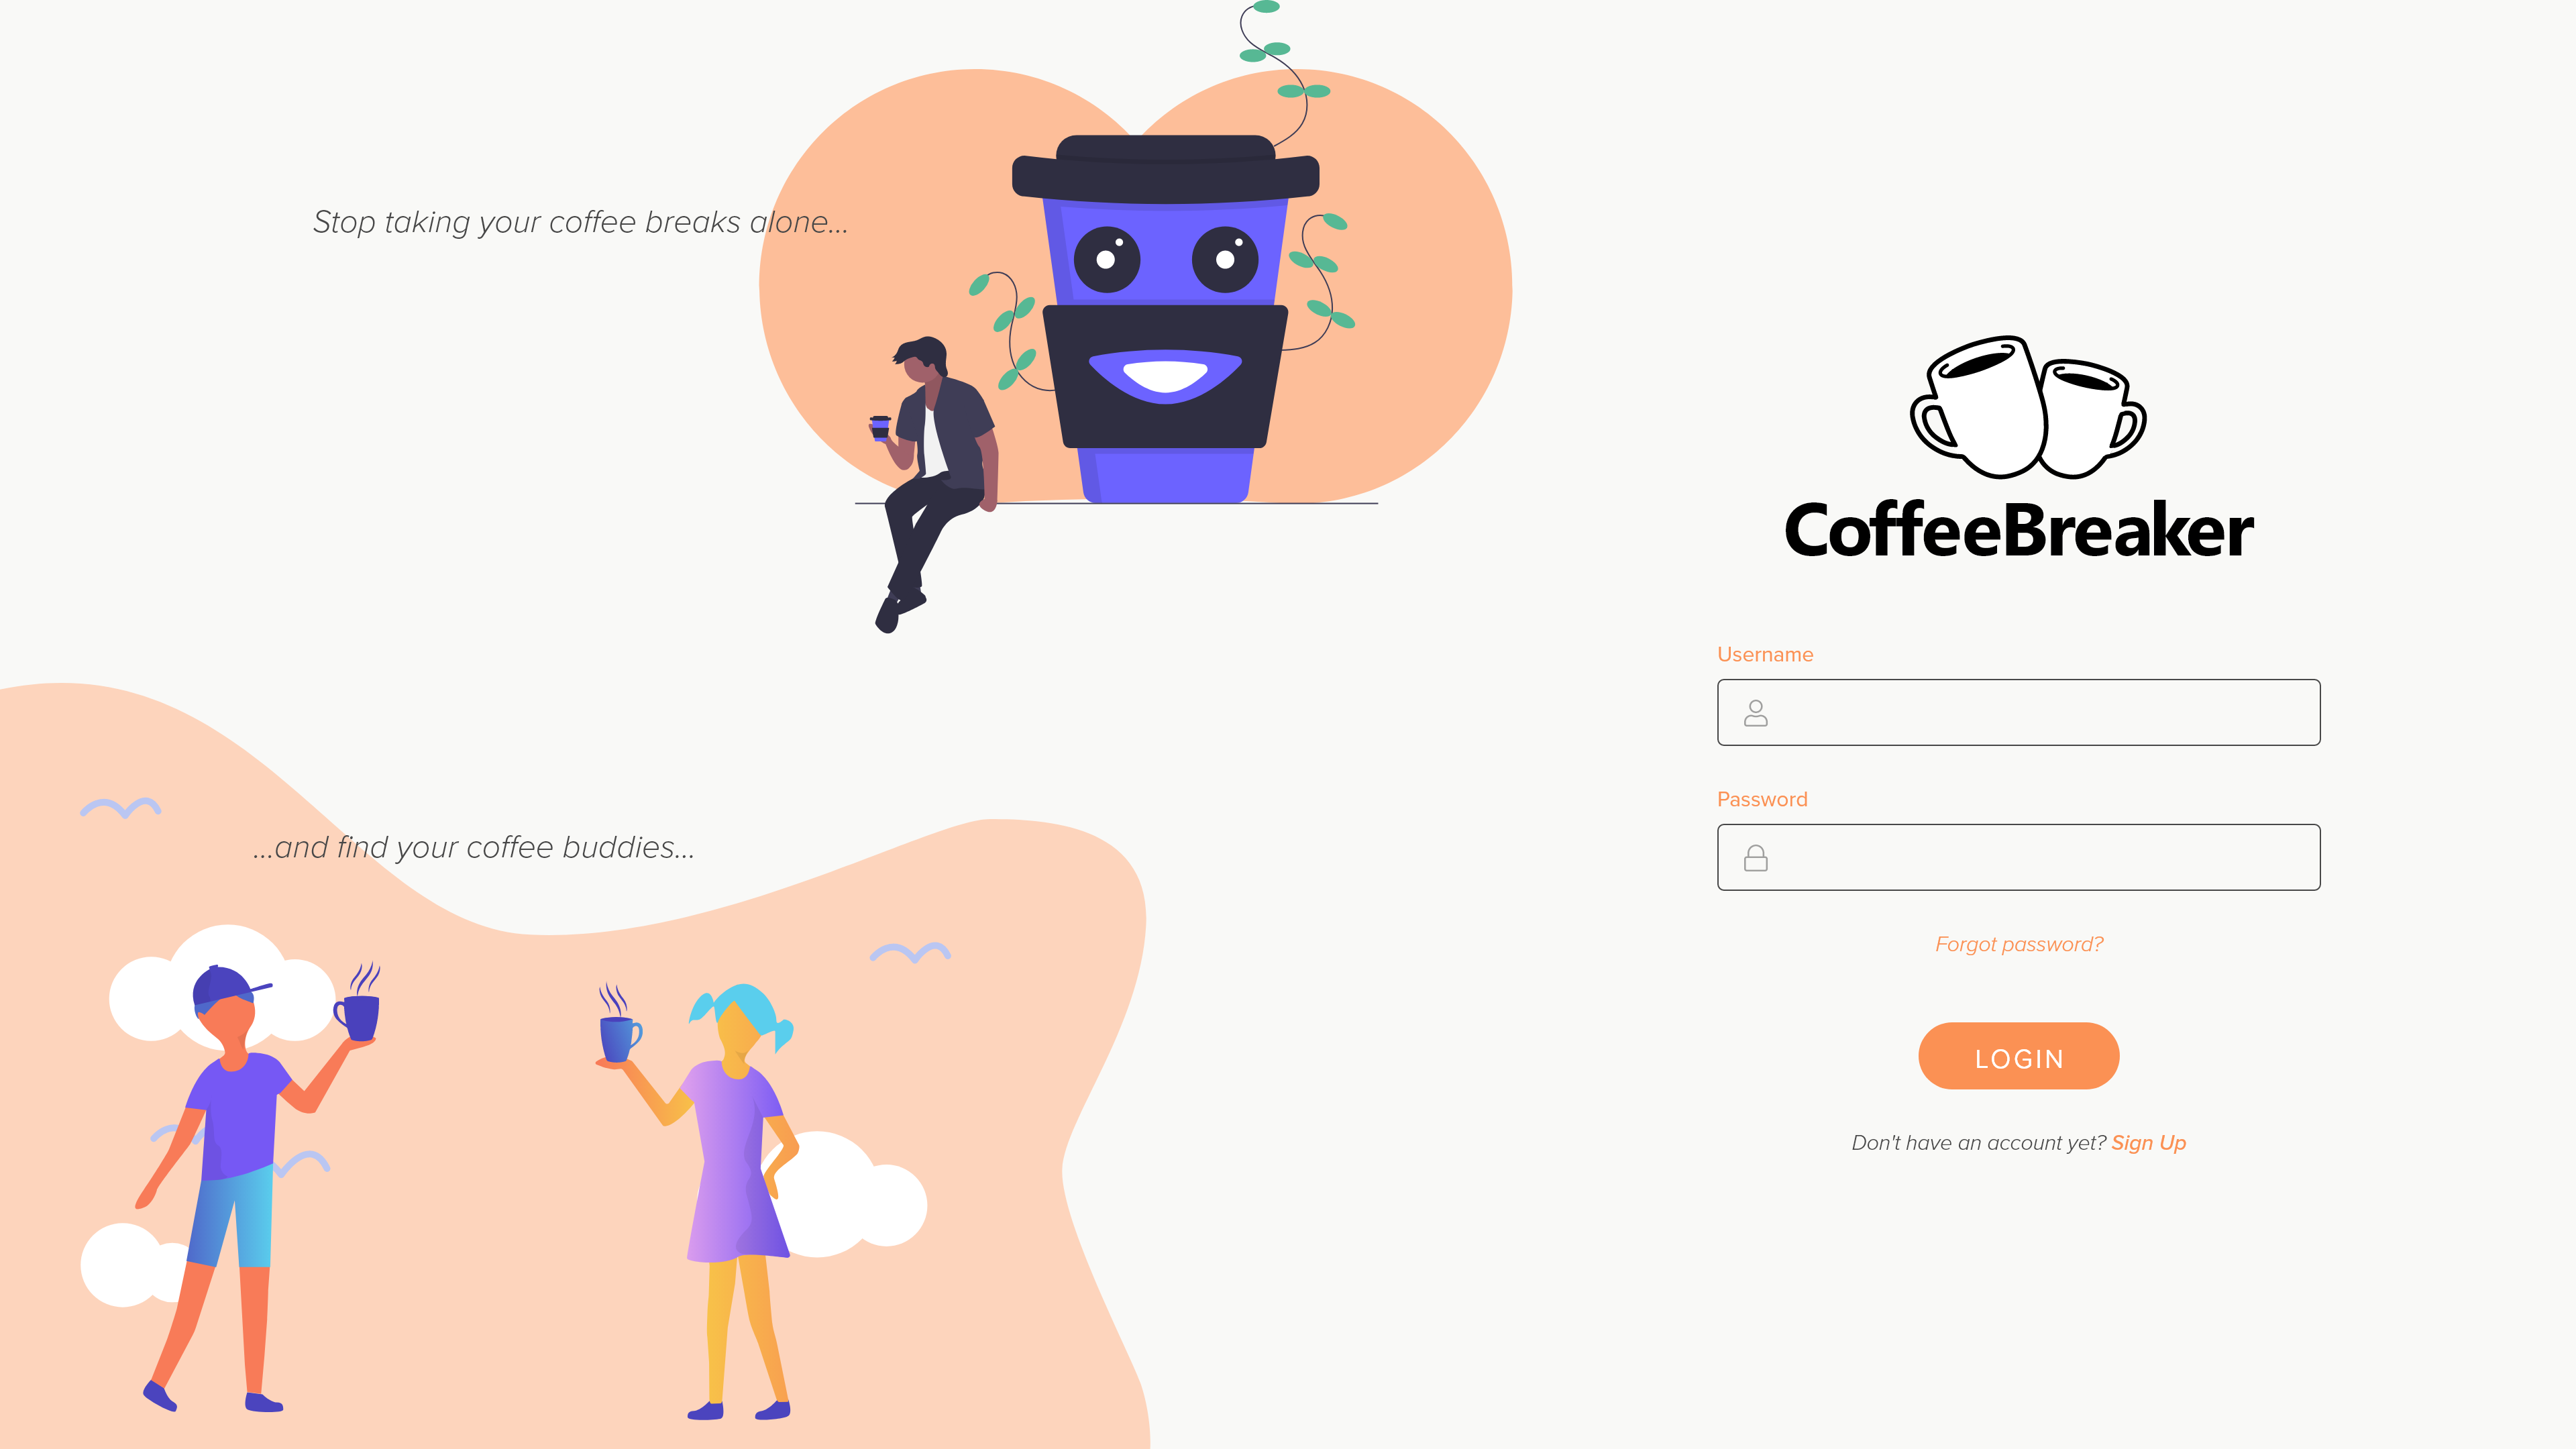 Stop taking your coffee breaks alone...
...and find your coffee buddies...
CoffeeBreaker
Username
Password
Forgot password?
LOGIN
Don't have an account yet? Sign Up